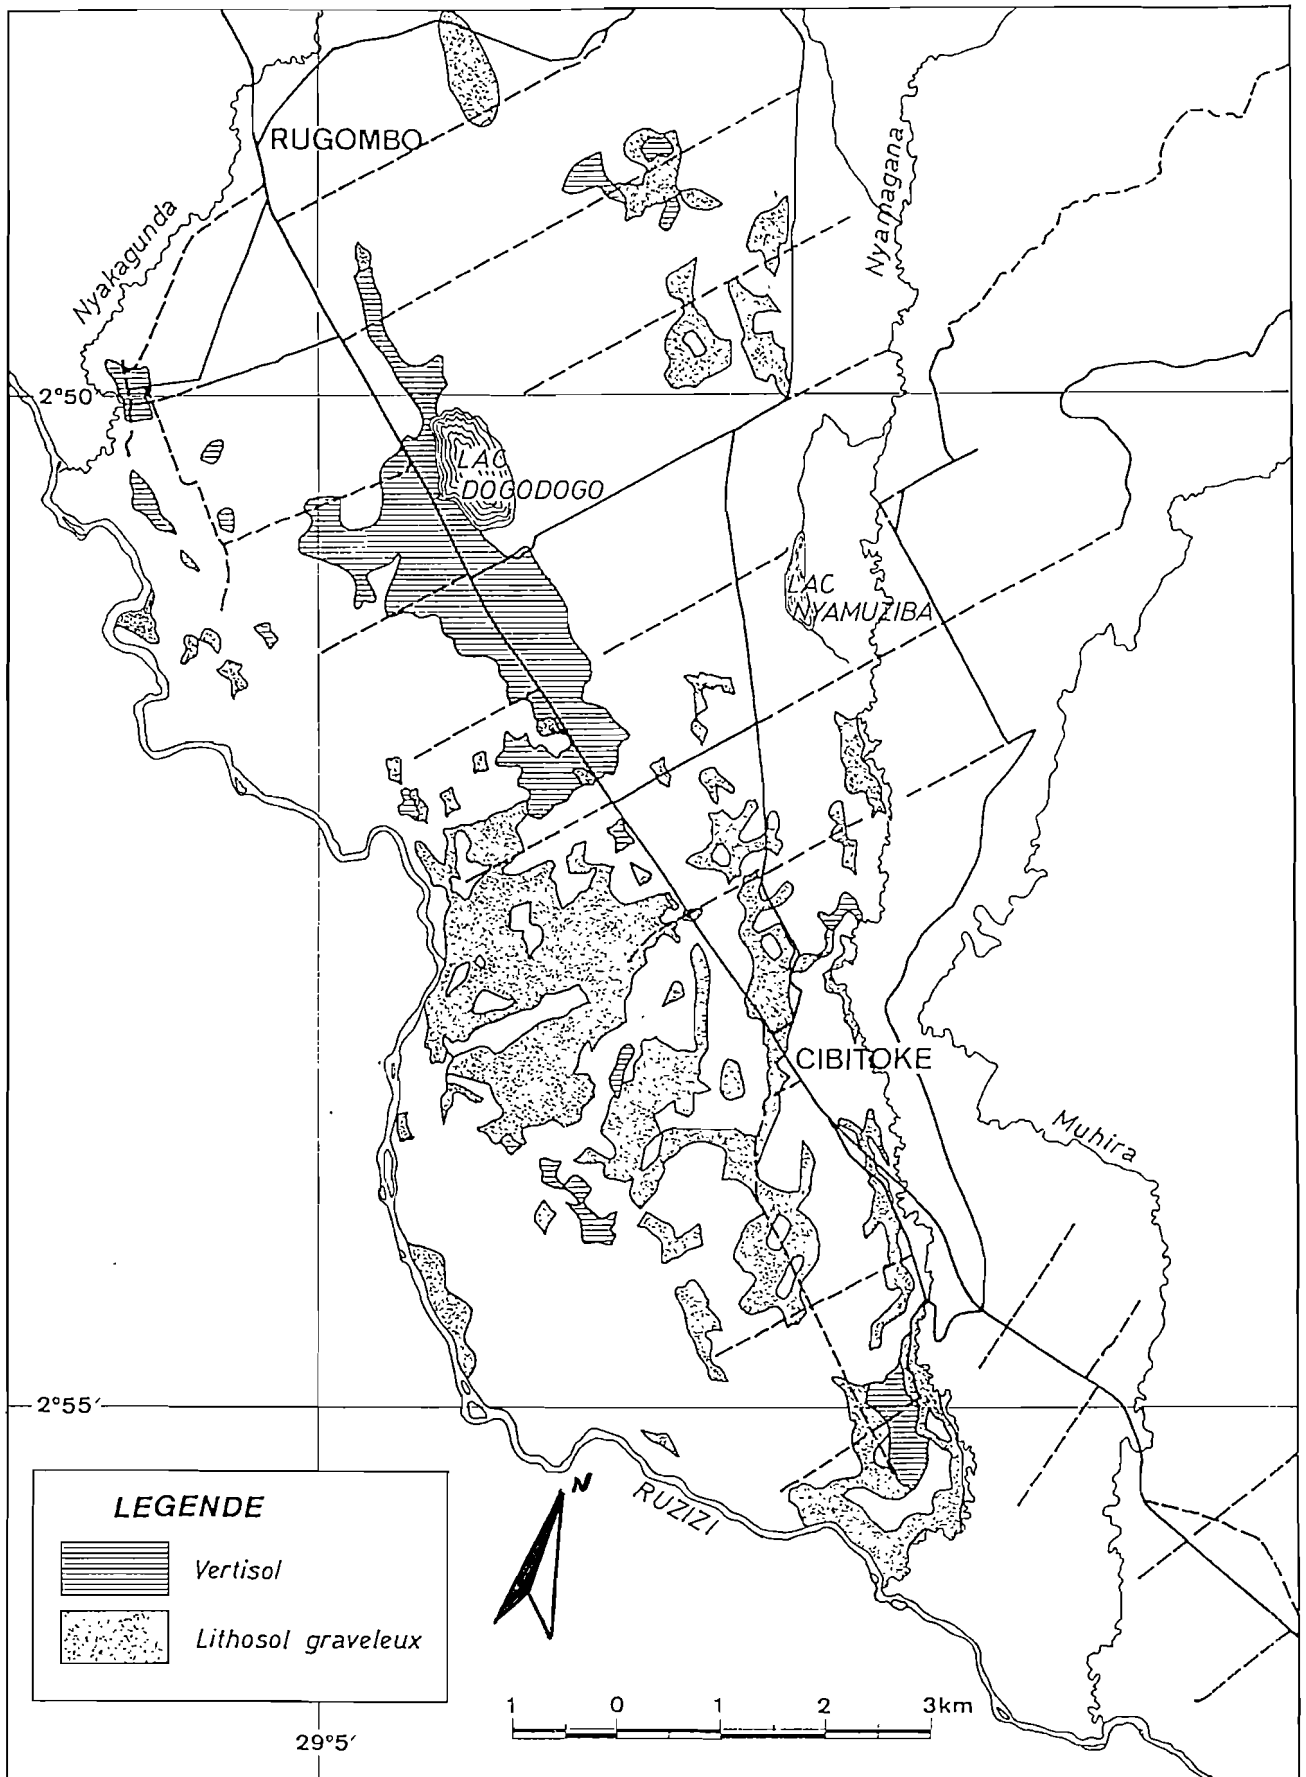 RUGOMBO
Nyakagunda
Nyamagana
2°50
LAC
DOGODOGO
LAC
NYAMUZIBA
CIBITOKE
Muhira
2°55′
RUZIZI
N
LEGENDE
Vertisol
Lithosol graveleux
1 0 1 2 3km
29°5′